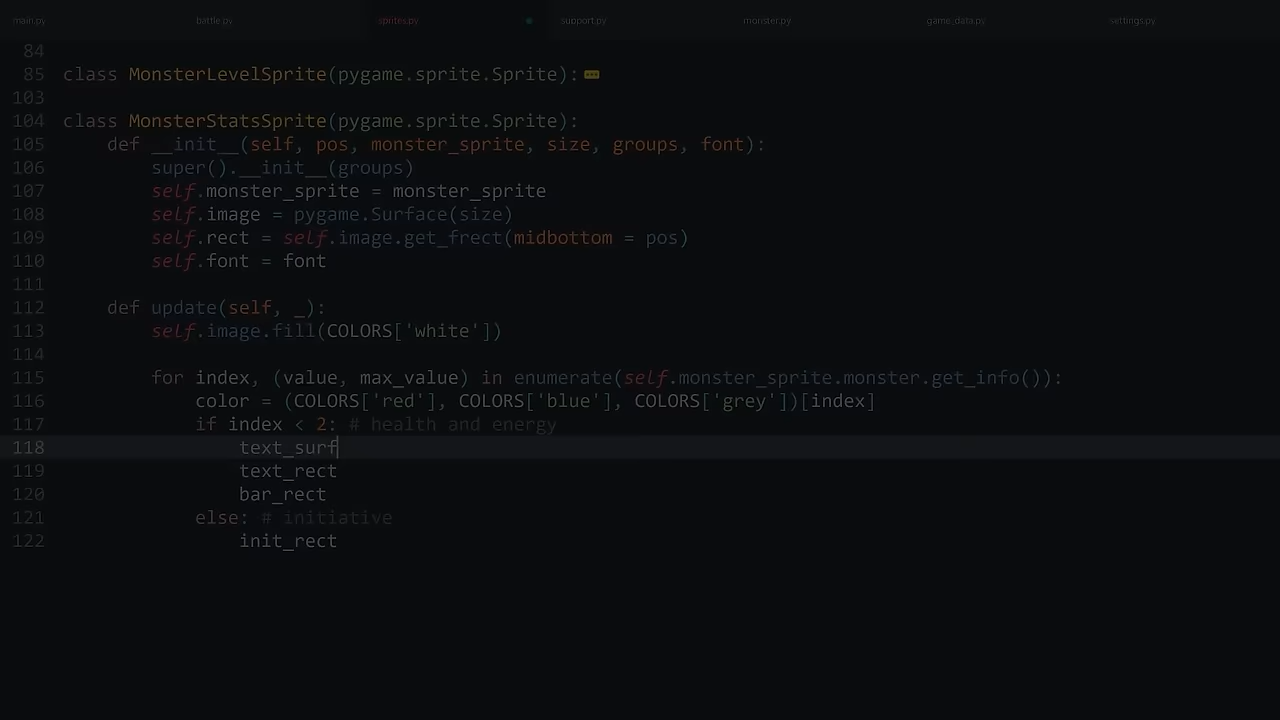 main.py battle.py sprites.py support.py monster.py game_data.py settings.py
84
85 class MonsterLevelSprite(pygame.sprite.Sprite):
103
104 class MonsterStatsSprite(pygame.sprite.Sprite):
105 def __init__(self, pos, monster_sprite, size, groups, font):
106 super().__init__(groups)
107 self.monster_sprite = monster_sprite
108 self.image = pygame.Surface(size)
109 self.rect = self.image.get_frect(midbottom = pos)
110 self.font = font
111
112 def update(self, _):
113 self.image.fill(COLORS['white'])
114
115 for index, (value, max_value) in enumerate(self.monster_sprite.monster.get_info()):
116 color = (COLORS['red'], COLORS['blue'], COLORS['grey'])[index]
117 if index < 2: # health and energy
118 text_surf
119 text_rect
120 bar_rect
121 else: # initiative
122 init_rect